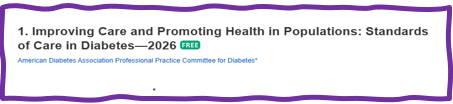 1. Improving Care and Promoting Health in Populations: Standards
of Care in Diabetes—2026 FREE
American Diabetes Association Professional Practice Committee for Diabetes*